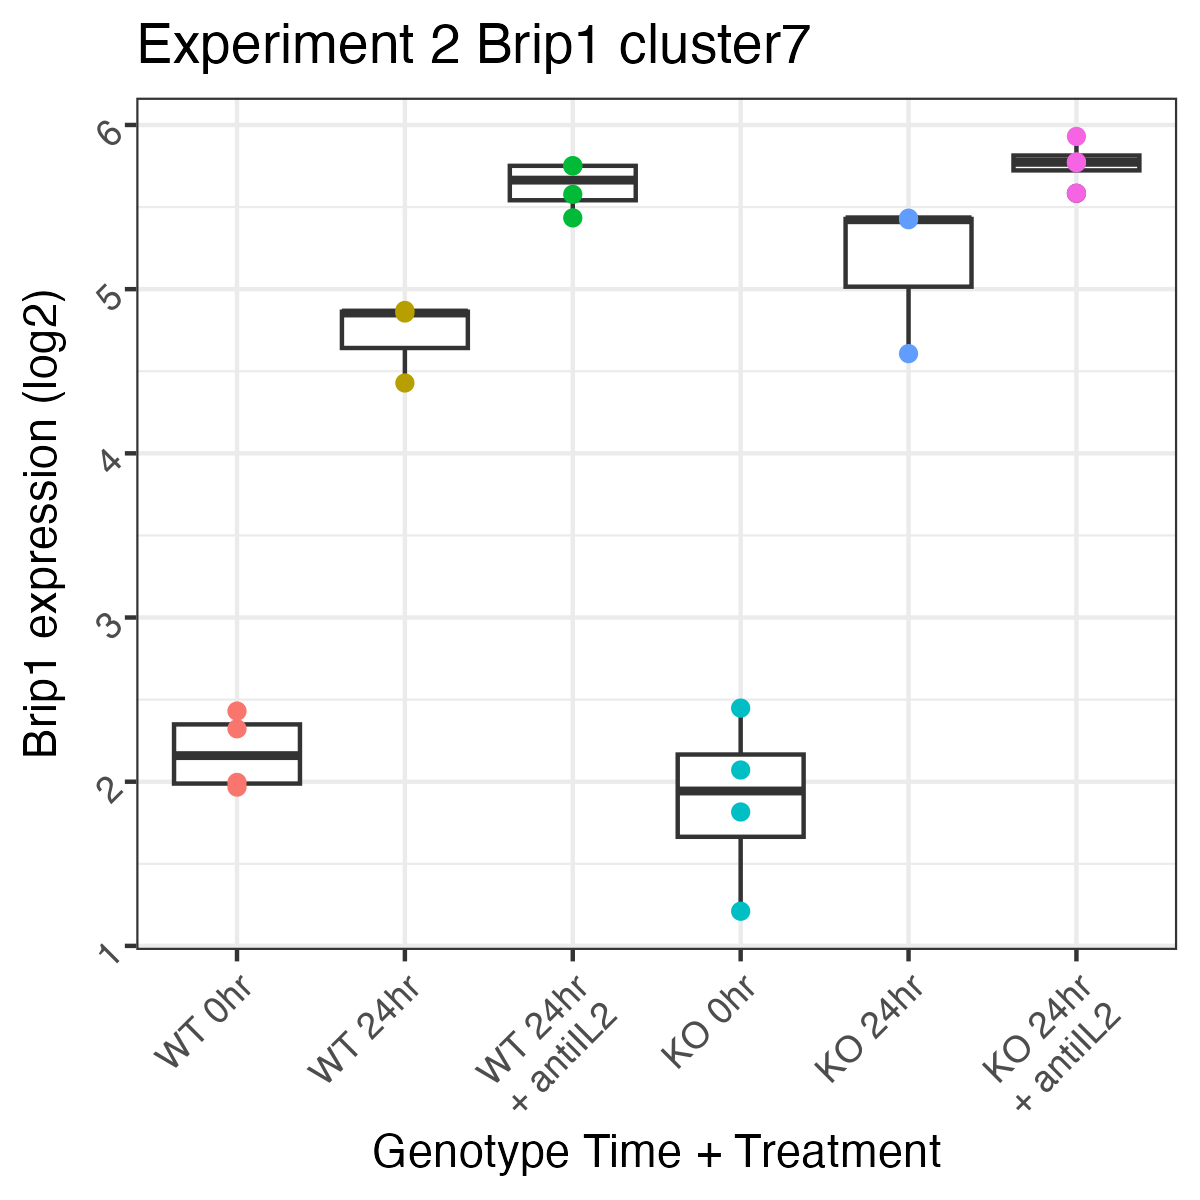 Experiment 2 Brip1 cluster7
Brip1 expression (log2)
6
5
4
3
2
1
WT 0hr
WT 24hr
WT 24hr
+ antiIL2
KO 0hr
KO 24hr
KO 24hr
+ antiIL2
Genotype Time + Treatment